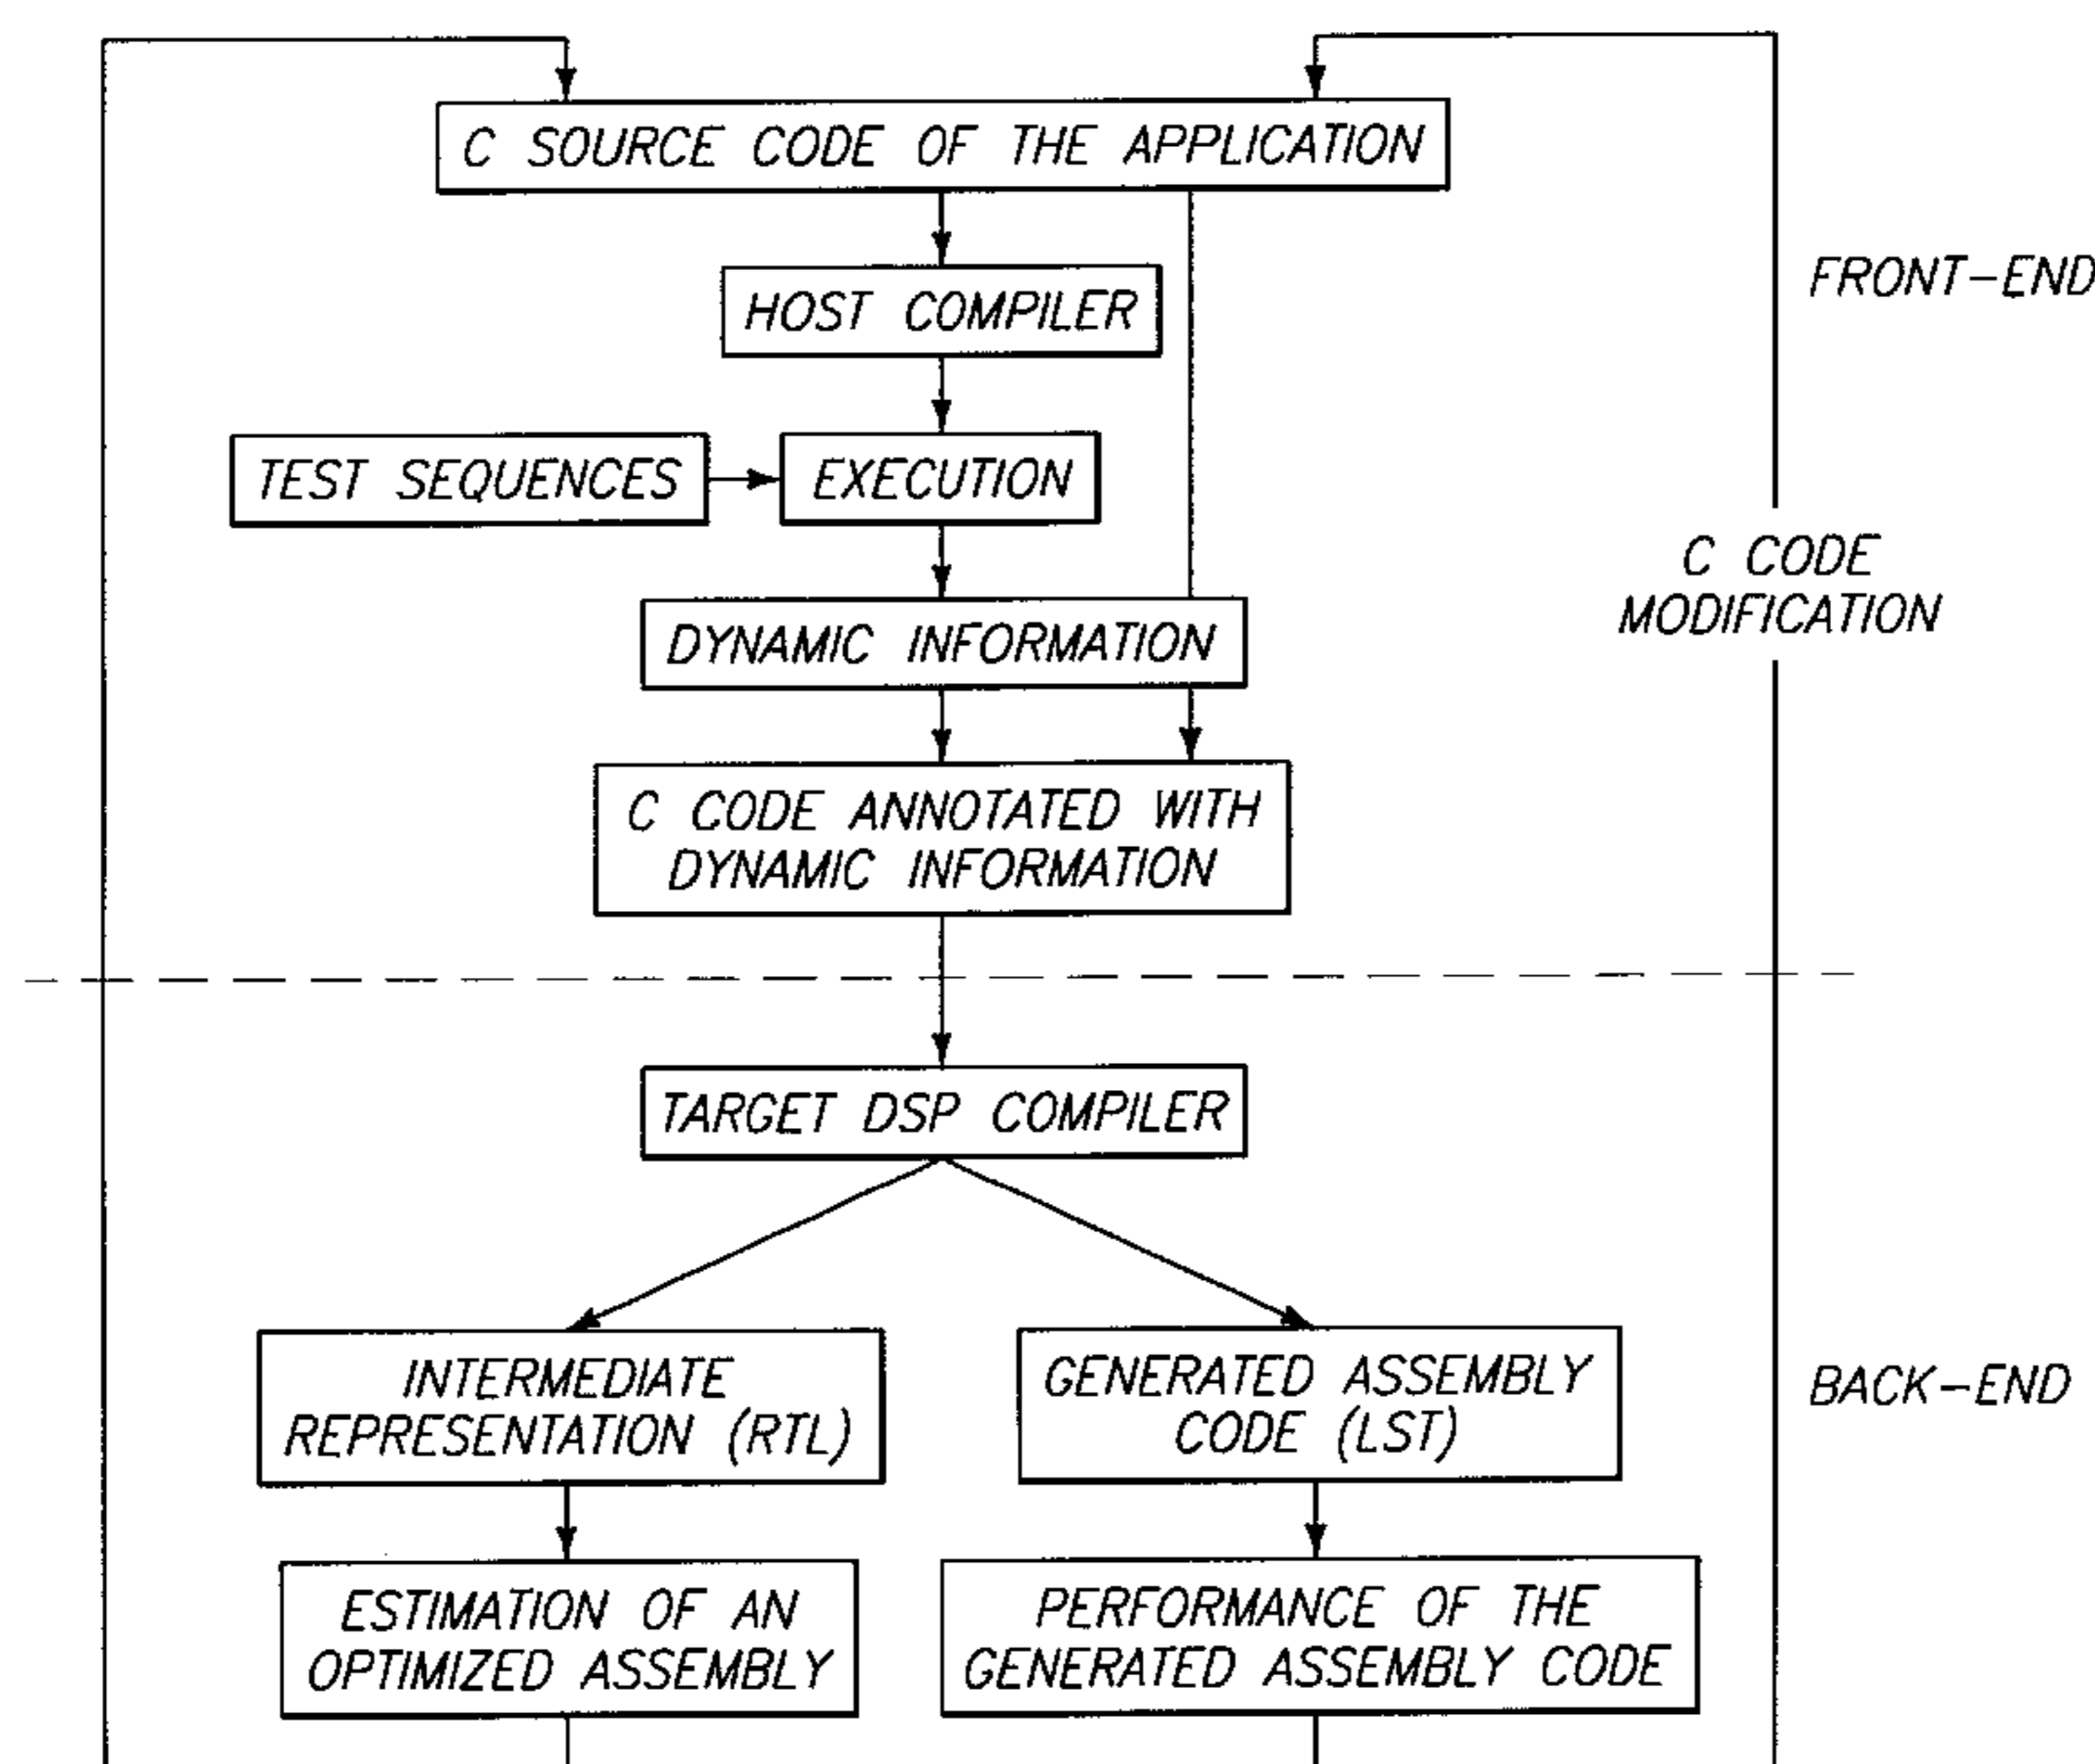 C SOURCE CODE OF THE APPLICATION
HOST COMPILER
FRONT-END
TEST SEQUENCES
EXECUTION
C CODE
MODIFICATION
DYNAMIC INFORMATION
C CODE ANNOTATED WITH
DYNAMIC INFORMATION
TARGET DSP COMPILER
INTERMEDIATE
REPRESENTATION (RTL)
GENERATED ASSEMBLY
CODE (LST)
BACK-END
ESTIMATION OF AN
OPTIMIZED ASSEMBLY
PERFORMANCE OF THE
GENERATED ASSEMBLY CODE